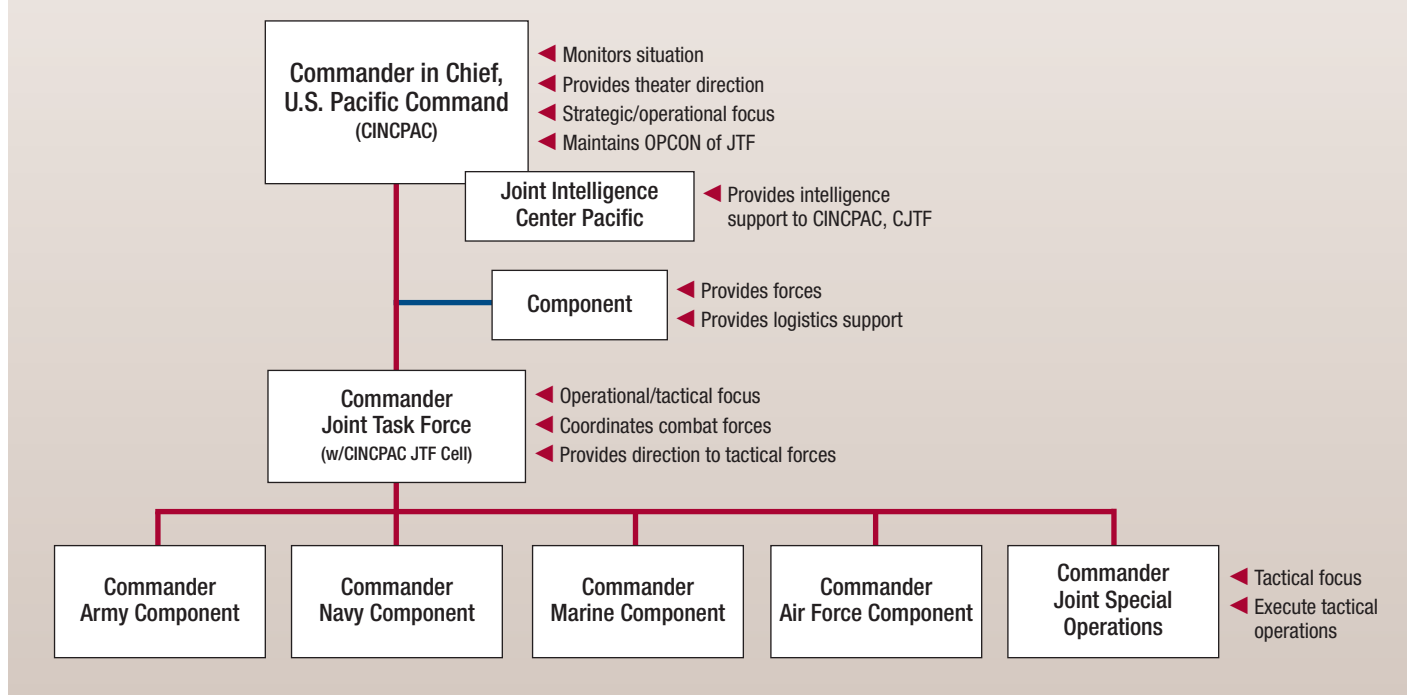 Commander in Chief,
U.S. Pacific Command
(CINCPAC)
Monitors situation
Provides theater direction
Strategic/operational focus
Maintains OPCON of JTF
Joint Intelligence
Center Pacific
Provides intelligence
support to CINCPAC, CJTF
Component
Provides forces
Provides logistics support
Commander
Joint Task Force
(w/CINCPAC JTF Cell)
Operational/tactical focus
Coordinates combat forces
Provides direction to tactical forces
Commander
Army Component
Commander
Navy Component
Commander
Marine Component
Commander
Air Force Component
Commander
Joint Special
Operations
Tactical focus
Execute tactical
operations